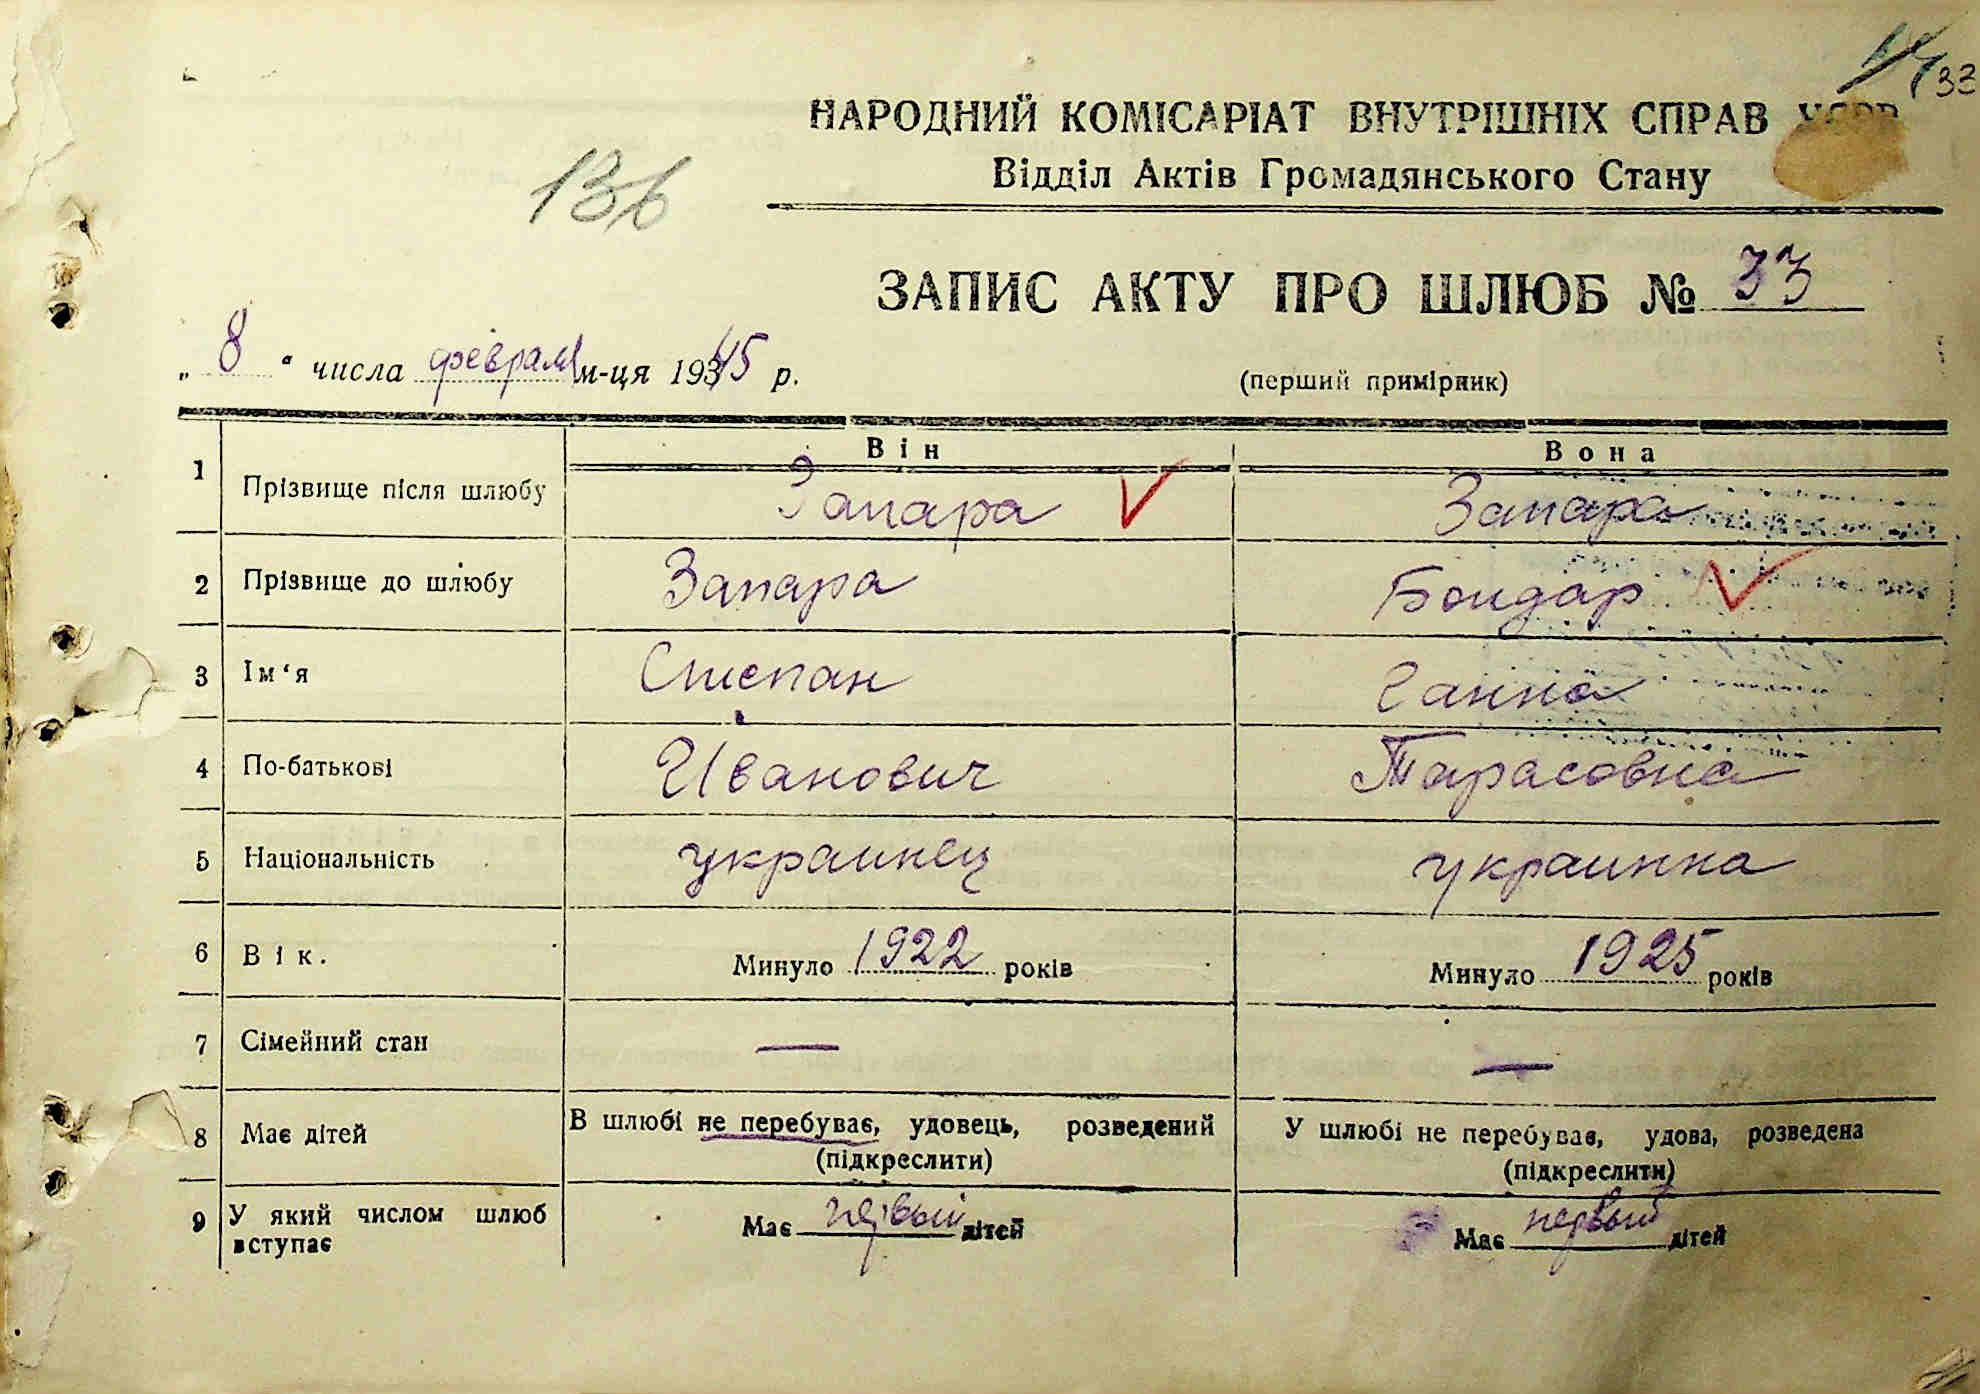 33
НАРОДНИЙ КОМІСАРІАТ ВНУТРІШНІХ СПРАВ УСРР
Відділ Актів Громадянського Стану
136
ЗАПИС АКТУ ПРО ШЛЮБ № 33
„ 8 “ числа февраля м-ця 1945 р.
(перший примірник)
Він Вона
1 Прізвище після шлюбу Запара Запара
2 Прізвище до шлюбу Запара Бондар
3 Ім‘я Степан Ганна
4 По-батькові Иванович Тарасовна
5 Національність украинец украинка
6 Вік. Минуло 1922 років Минуло 1925 років
7 Сімейний стан — —
8 Має дітей В шлюбі не перебуває, удовець, розведений У шлюбі не перебуває, удова, розведена
(підкреслити) (підкреслити)
9 У який числом шлюб Має первый дітей Має первый дітей
вступає